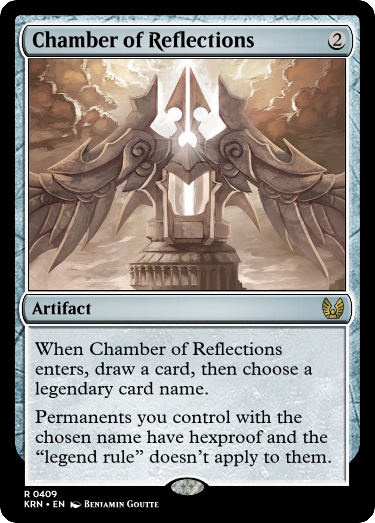 Chamber of Reflections 2
Artifact
When Chamber of Reflections
enters, draw a card, then choose a
legendary card name.
Permanents you control with the
chosen name have hexproof and the
“legend rule” doesn’t apply to them.
R 0409
KRN • EN Benjamin Goutte